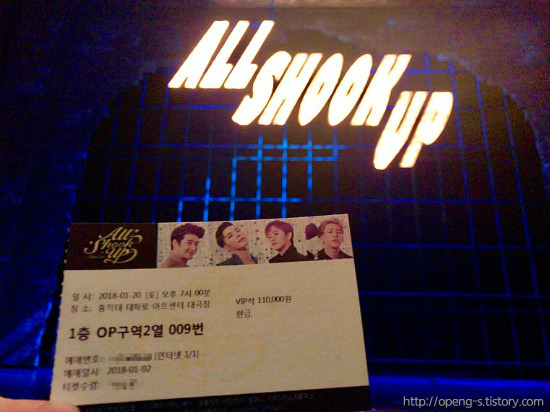 ALL
SHOOK
UP
All
Shook
Up
일 시: 2018-01-20 [토] 오후 7시 00분
장 소: 홍익대 대학로 아트센터 대극장
VIP석 110,000원
현금
1층 OP구역2열 009번
예매번호: [인터넷 1/1]
예매일시: 2018-01-02
티켓수령:
http://openg-s.tistory.com